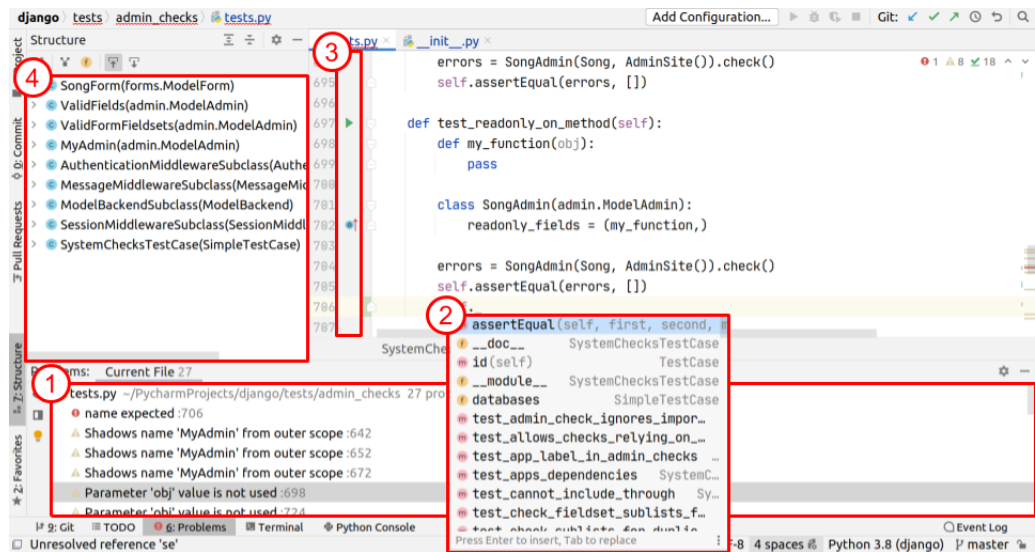 django tests admin_checks tests.py Add Configuration... Git:
Structure
ts.py __init__.py
4
3
SongForm(forms.ModelForm)
ValidFields(admin.ModelAdmin)
ValidFormFieldsets(admin.ModelAdmin)
MyAdmin(admin.ModelAdmin)
AuthenticationMiddlewareSubclass(Authe
MessageMiddlewareSubclass(MessageMid
ModelBackendSubclass(ModelBackend)
SessionMiddlewareSubclass(SessionMiddl
SystemChecksTestCase(SimpleTestCase)
Project
0: Commit
Pull Requests
Z: Structure
2: Favorites
errors = SongAdmin(Song, AdminSite()).check() 1 8 18
695 self.assertEqual(errors, [])
696
697 def test_readonly_on_method(self):
698 def my_function(obj):
699 pass
700
701 class SongAdmin(admin.ModelAdmin):
702 readonly_fields = (my_function,)
703
704 errors = SongAdmin(Song, AdminSite()).check()
705 self.assertEqual(errors, [])
706
707
2
assertEqual(self, first, second, m
__doc__ SystemChecksTestCase
id(self) TestCase
__module__ SystemChecksTestCase
databases SimpleTestCase
test_admin_check_ignores_impor…
test_allows_checks_relying_on_…
test_app_label_in_admin_checks …
test_apps_dependencies SystemC…
test_cannot_include_through Sy…
test_check_fieldset_sublists_f…
test_check_sublists_for_duplic…
Press Enter to insert, Tab to replace
SystemChec
1
ms: Current File 27
tests.py ~/PycharmProjects/django/tests/admin_checks 27 pro
name expected :706
Shadows name 'MyAdmin' from outer scope :642
Shadows name 'MyAdmin' from outer scope :652
Shadows name 'MyAdmin' from outer scope :672
Parameter 'obj' value is not used :698
Parameter 'obj' value is not used :724
9: Git TODO 6: Problems Terminal Python Console Event Log
Unresolved reference 'se' F-8 4 spaces Python 3.8 (django) master